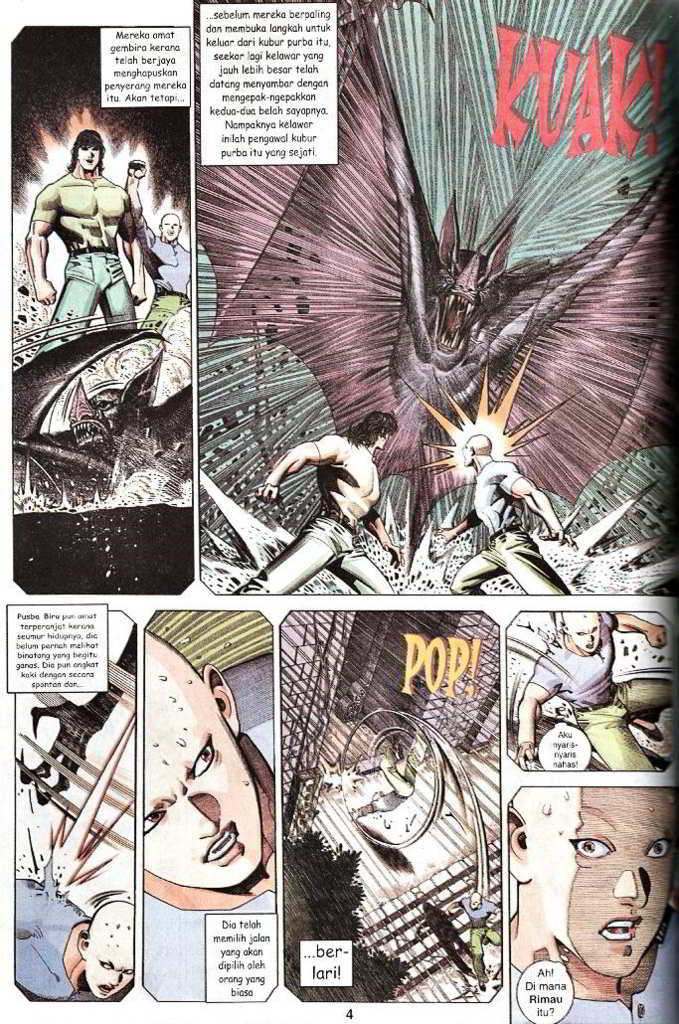 Mereka amat
gembira kerana
telah berjaya
menghapuskan
penyerang mereka
itu. Akan tetapi...
...sebelum mereka berpaling
dan membuka langkah untuk
keluar dari kubur purba itu,
seekor lagi kelawar yang
jauh lebih besar telah
datang menyambar dengan
mengepak-ngepakkan
kedua-dua belah sayapnya.
Nampaknya kelawar
inilah pengawal kubur
purba itu yang sejati.
KUAK!
Pusba Biru pun amat
terperanjat kerana
seumur hidupnya, dia
belum pernah melihat
binatang yang begitu
ganas. Dia pun angkat
kaki dengan secara
spontan dan...
Dia telah
memilih jalan
yang akan
dipilih oleh
orang yang
biasa
POP!
...ber-
lari!
Aku
nyaris-
nyaris
nahas!
Ah!
Di mana
Rimau
itu?
4